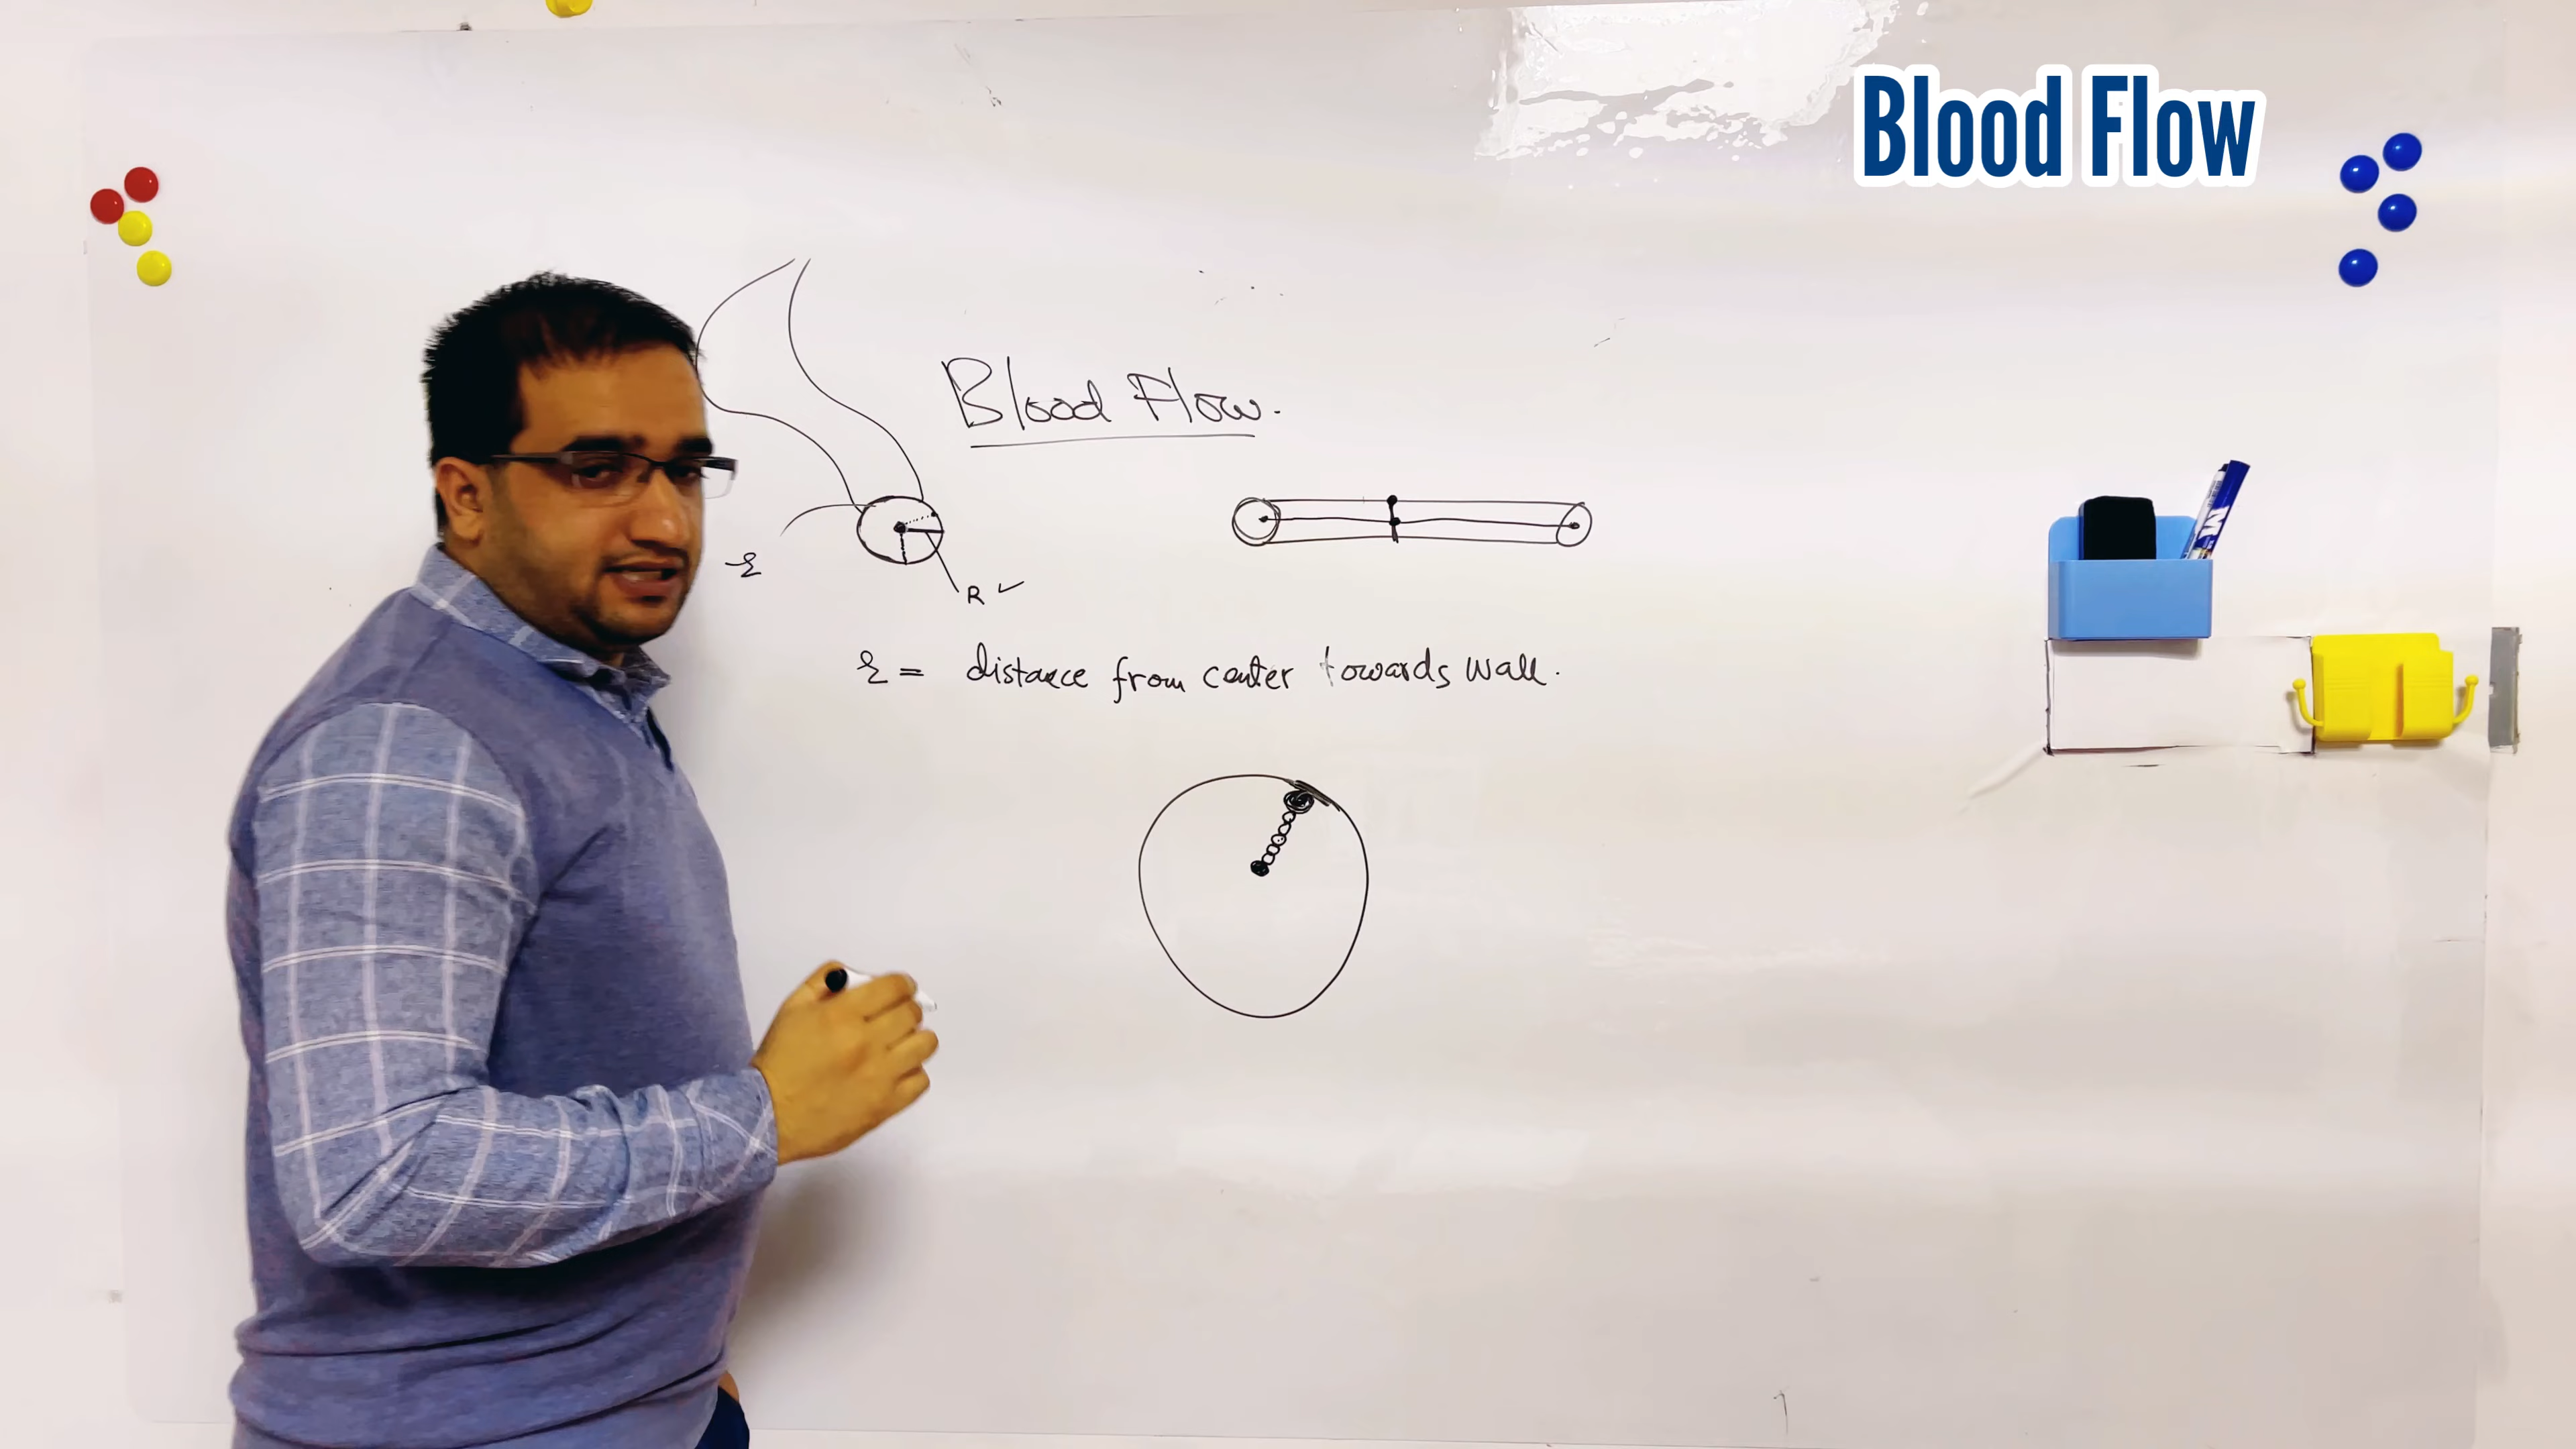 Blood Flow
Blood Flow.
r
R ✓
r = distance from center towards wall.
M